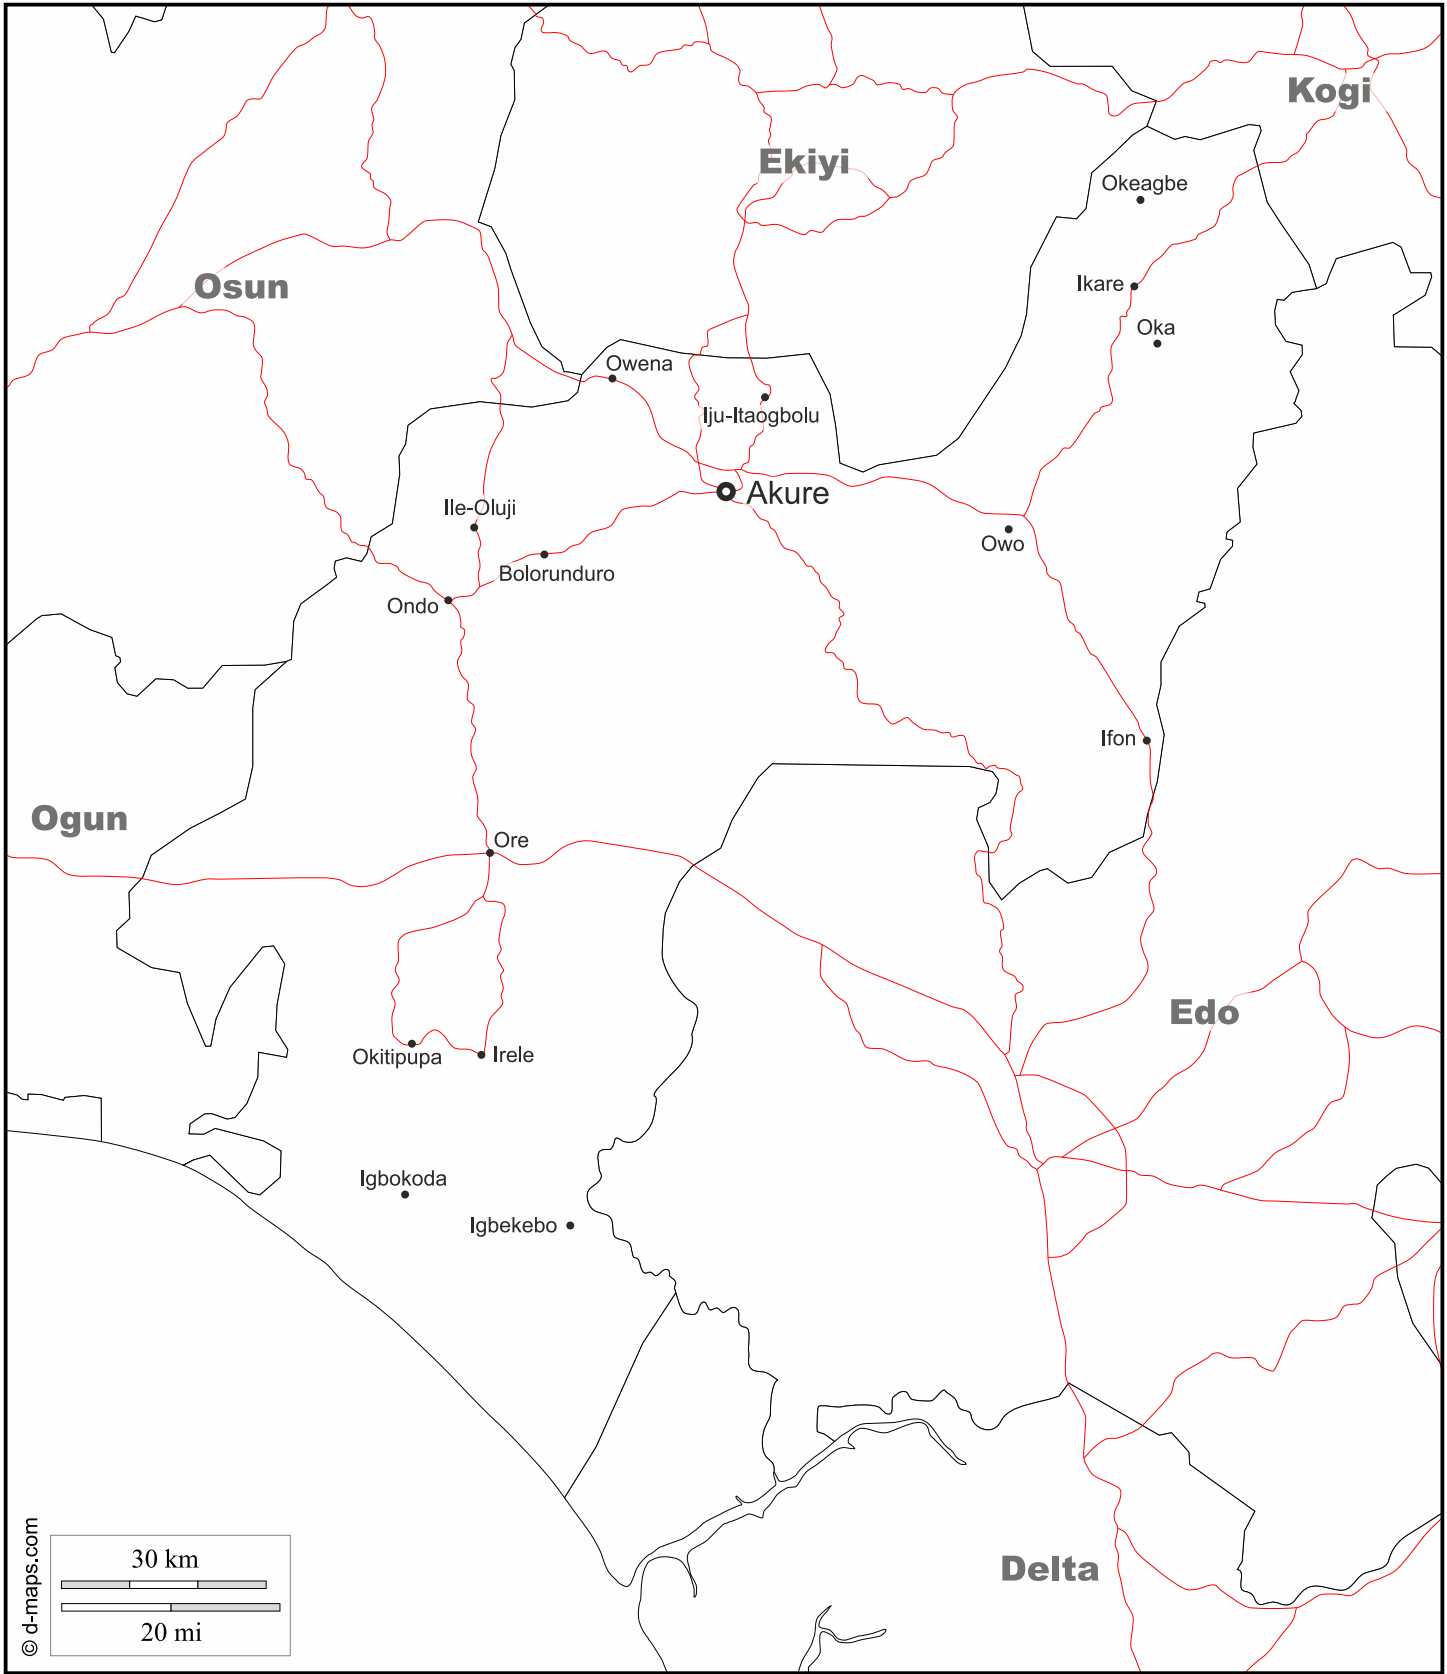 Kogi
Ekiyi
Okeagbe
Osun
Ikare
Oka
Owena
Iju-Itaogbolu
Akure
Ile-Oluji
Owo
Bolorunduro
Ondo
Ifon
Ogun
Ore
Edo
Okitipupa
Irele
Igbokoda
Igbekebo
Delta
30 km
20 mi
© d-maps.com